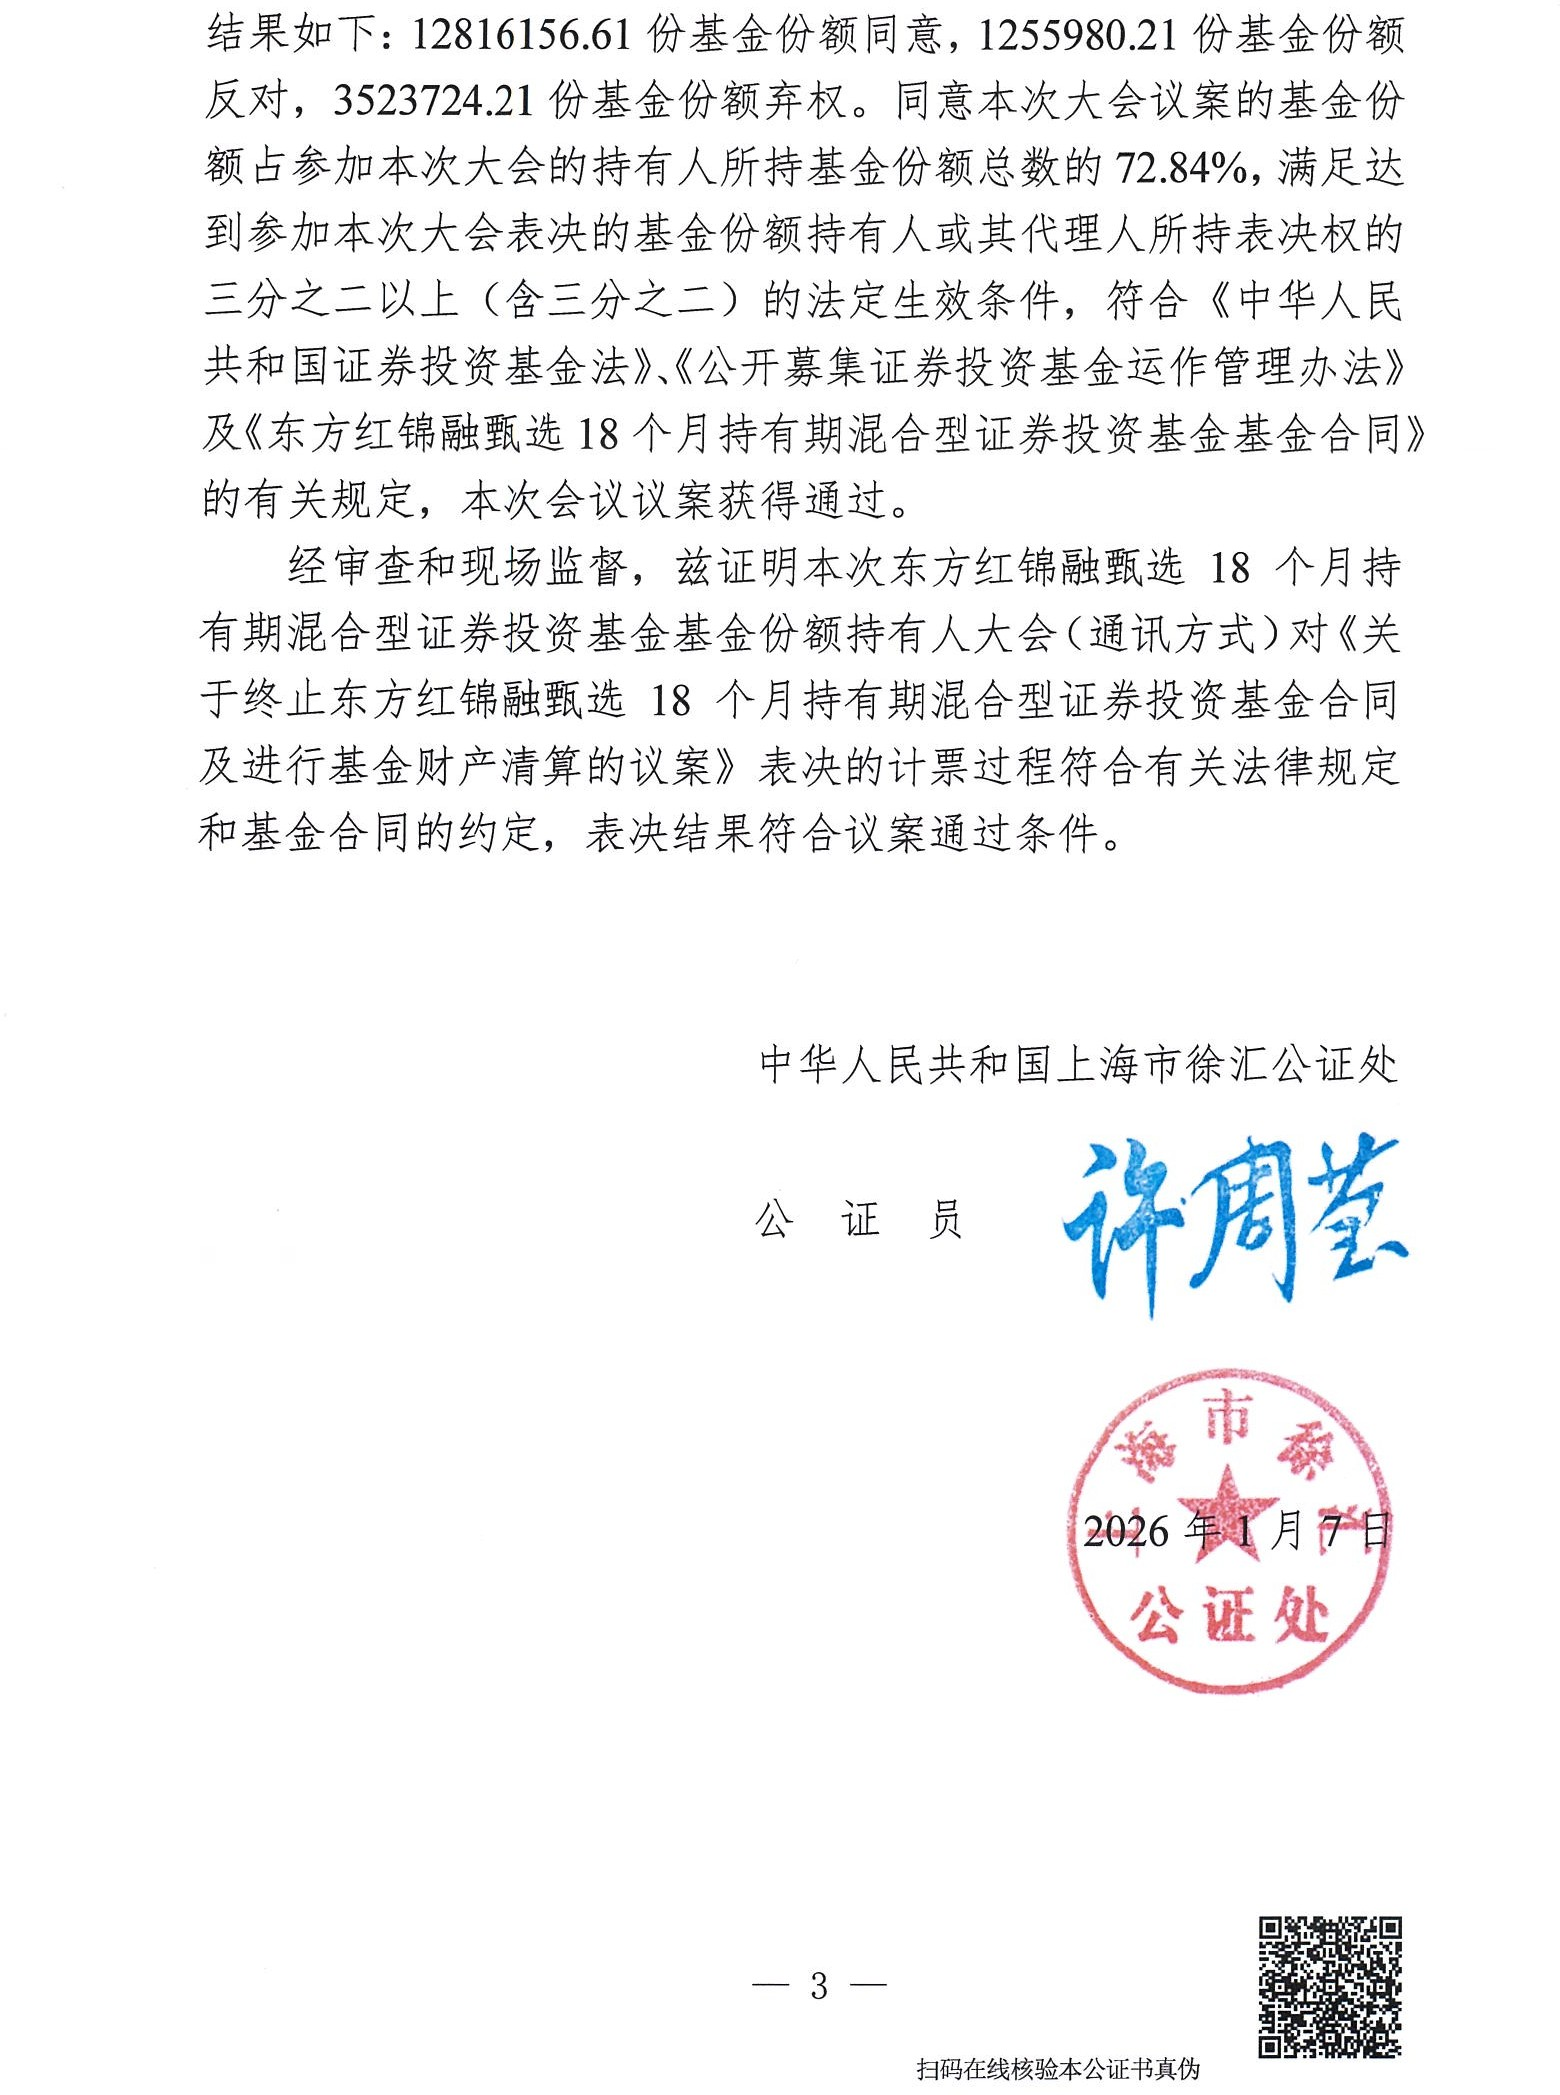 结果如下：12816156.61 份基金份额同意，1255980.21 份基金份额
反对，3523724.21 份基金份额弃权。同意本次大会议案的基金份
额占参加本次大会的持有人所持基金份额总数的 72.84%，满足达
到参加本次大会表决的基金份额持有人或其代理人所持表决权的
三分之二以上（含三分之二）的法定生效条件，符合《中华人民
共和国证券投资基金法》、《公开募集证券投资基金运作管理办法》
及《东方红锦融甄选 18 个月持有期混合型证券投资基金基金合同》
的有关规定，本次会议议案获得通过。
经审查和现场监督，兹证明本次东方红锦融甄选 18 个月持
有期混合型证券投资基金基金份额持有人大会（通讯方式）对《关
于终止东方红锦融甄选 18 个月持有期混合型证券投资基金合同
及进行基金财产清算的议案》表决的计票过程符合有关法律规定
和基金合同的约定，表决结果符合议案通过条件。
中华人民共和国上海市徐汇公证处
公 证 员
许周莹
上海市徐汇
2026 年 1 月 7 日
公证处
— 3 —
扫码在线核验本公证书真伪